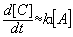 d[C]/dt ≈ k₁[A]